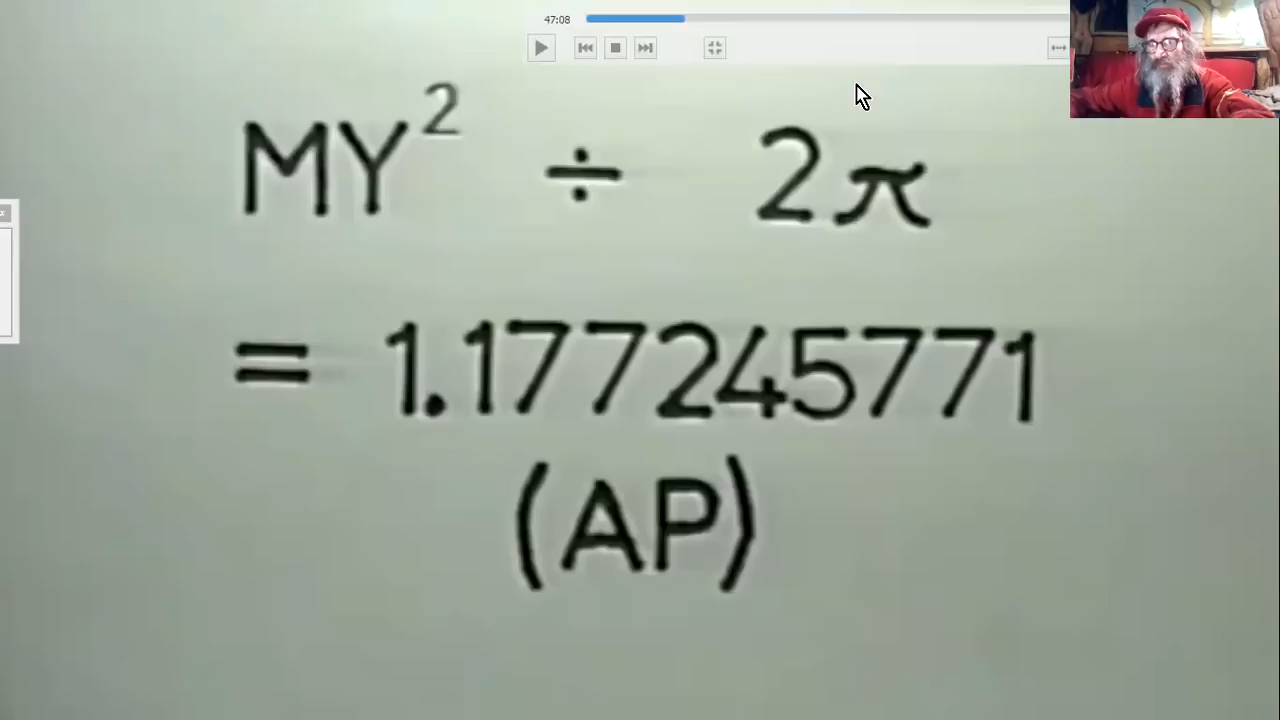 47:08
MY² ÷ 2π
= 1.177245771
(AP)